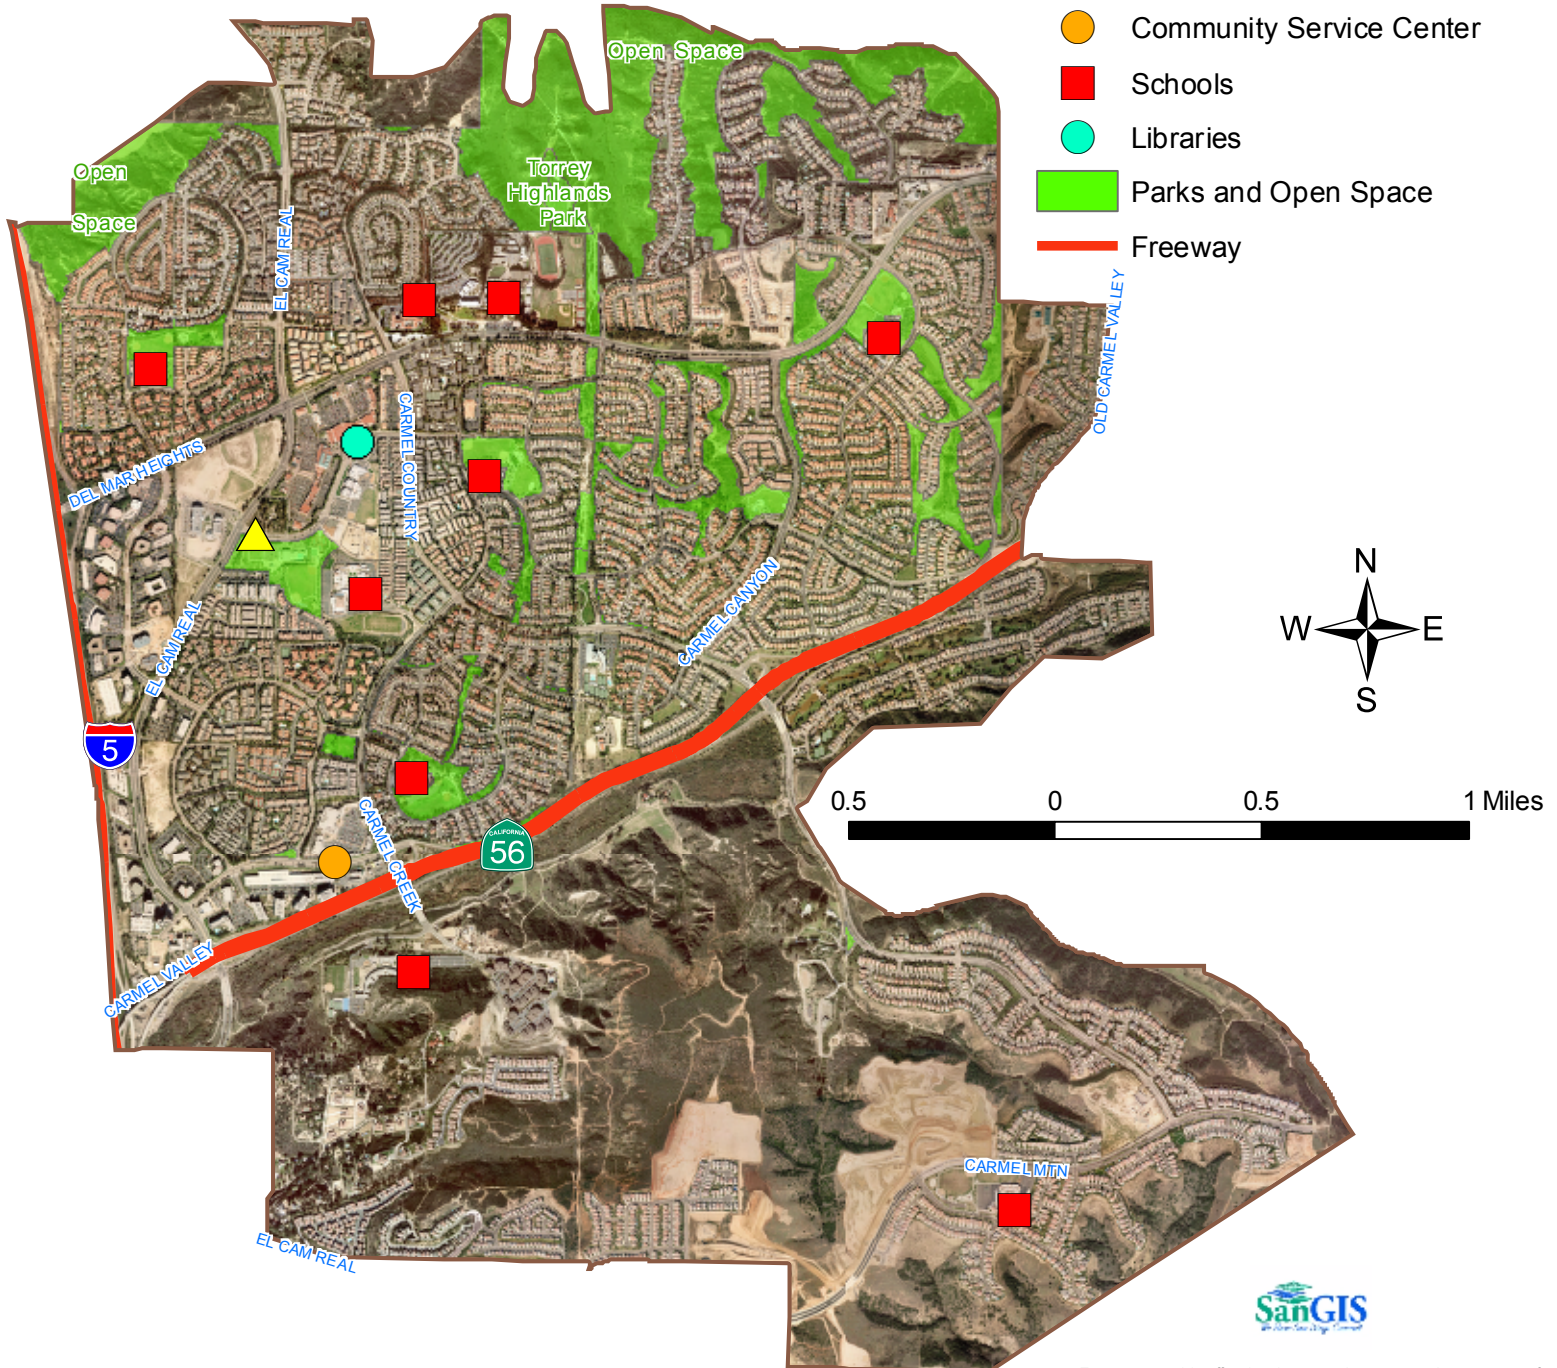 Community Service Center
Schools
Libraries
Parks and Open Space
Freeway
Open Space
Open
Space
Torrey
Highlands
Park
EL CAM REAL
OLD CARMEL VALLEY
CARMEL COUNTRY
DEL MAR HEIGHTS
CARMEL CANYON
EL CAM REAL
5
CALIFORNIA
56
CARMEL CREEK
CARMEL VALLEY
CARMEL MTN
EL CAM REAL
N
W E
S
0.5 0 0.5 1 Miles
SanGIS